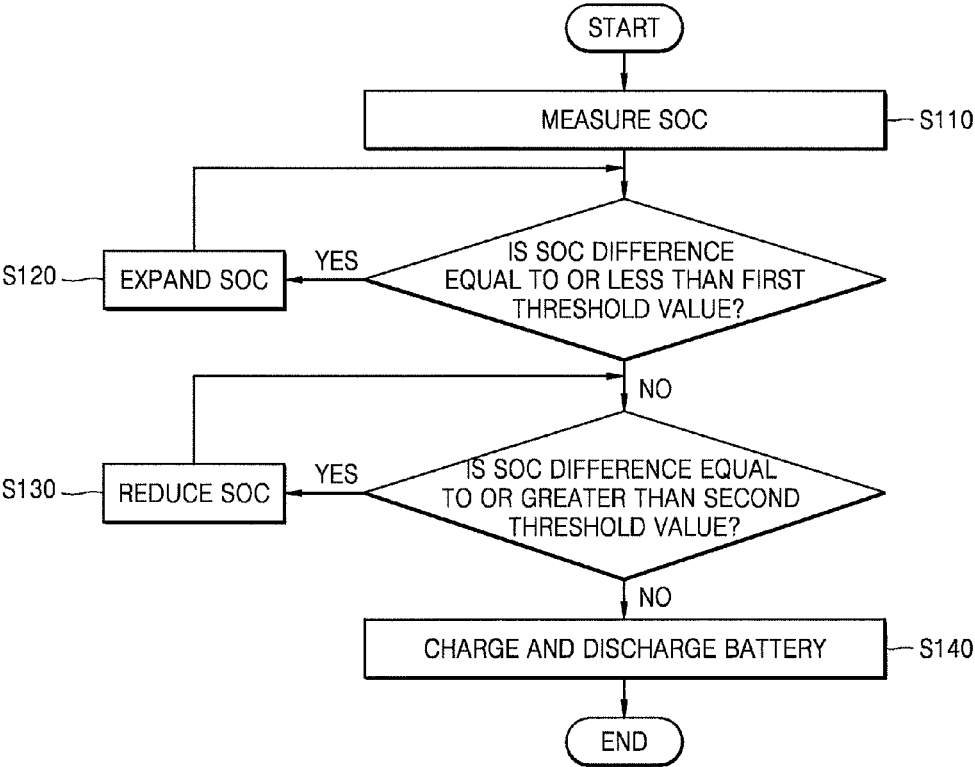 START
MEASURE SOC
S110
IS SOC DIFFERENCE
EQUAL TO OR LESS THAN FIRST
THRESHOLD VALUE?
YES
EXPAND SOC
S120
NO
IS SOC DIFFERENCE EQUAL
TO OR GREATER THAN SECOND
THRESHOLD VALUE?
YES
REDUCE SOC
S130
NO
CHARGE AND DISCHARGE BATTERY
S140
END